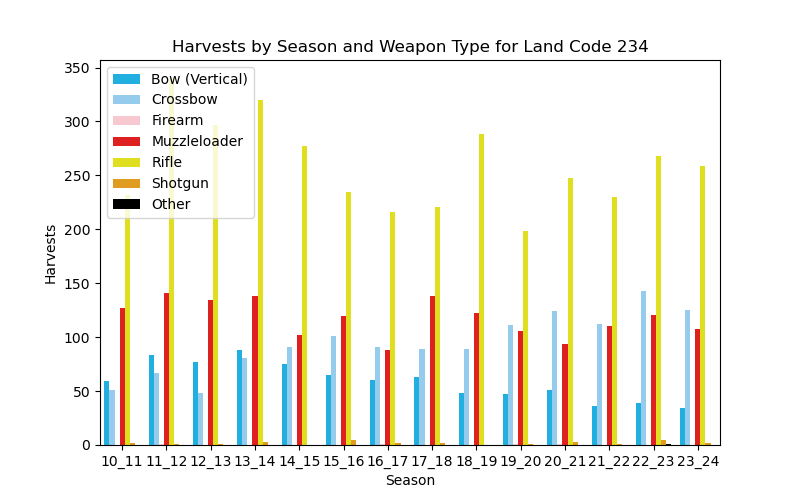 Harvests by Season and Weapon Type for Land Code 234
350
300
250
200
150
100
50
0
Harvests
Bow (Vertical)
Crossbow
Firearm
Muzzleloader
Rifle
Shotgun
Other
10_11 11_12 12_13 13_14 14_15 15_16 16_17 17_18 18_19 19_20 20_21 21_22 22_23 23_24
Season